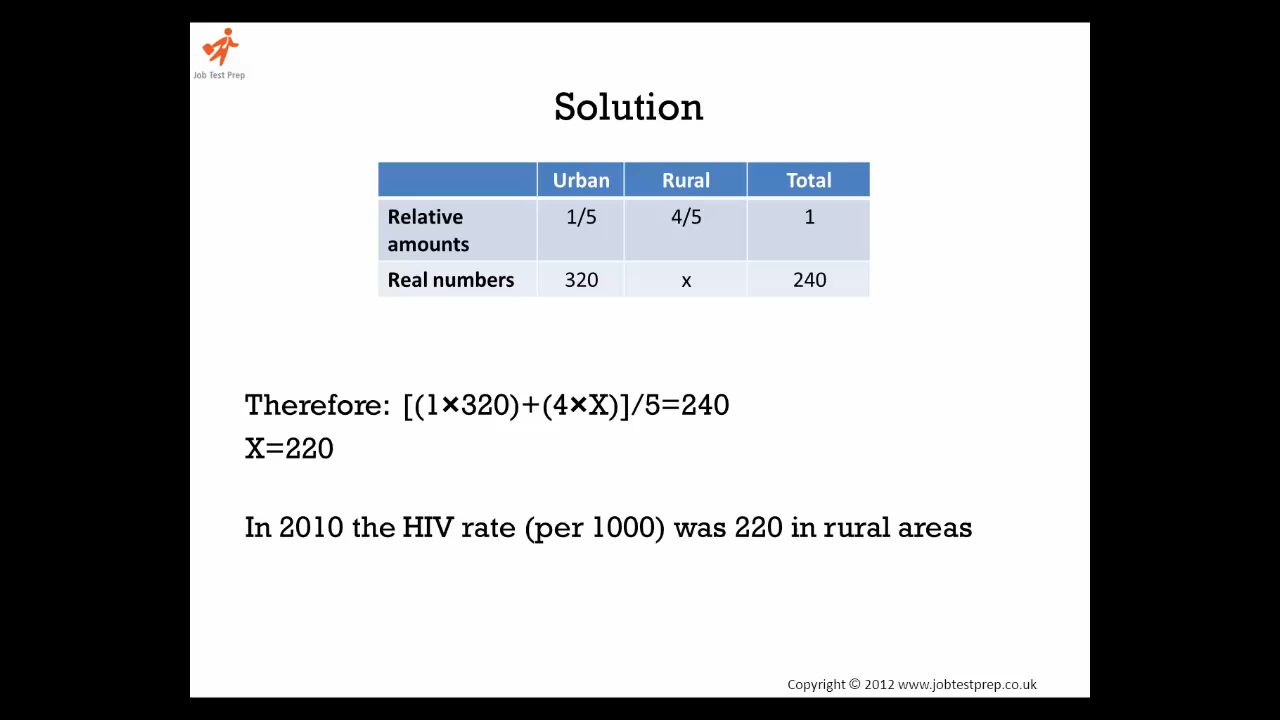 Job Test Prep
Solution
Urban Rural Total
Relative amounts 1/5 4/5 1
Real numbers 320 x 240
Therefore: [(1×320)+(4×X)]/5=240
X=220
In 2010 the HIV rate (per 1000) was 220 in rural areas
Copyright © 2012 www.jobtestprep.co.uk